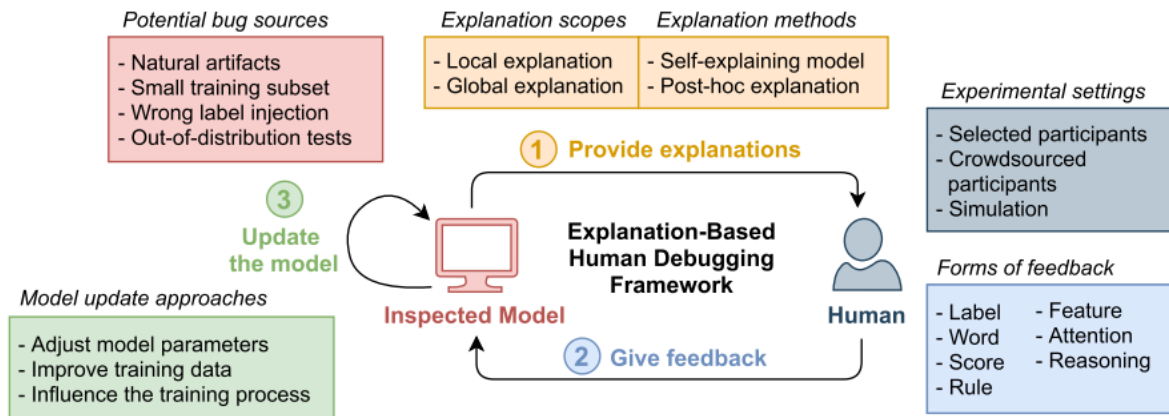 Potential bug sources
- Natural artifacts
- Small training subset
- Wrong label injection
- Out-of-distribution tests
Explanation scopes
- Local explanation
- Global explanation
Explanation methods
- Self-explaining model
- Post-hoc explanation
Experimental settings
- Selected participants
- Crowdsourced
participants
- Simulation
1 Provide explanations
3
Update
the model
Explanation-Based
Human Debugging
Framework
Inspected Model
Human
2 Give feedback
Model update approaches
- Adjust model parameters
- Improve training data
- Influence the training process
Forms of feedback
- Label
- Word
- Score
- Rule
- Feature
- Attention
- Reasoning